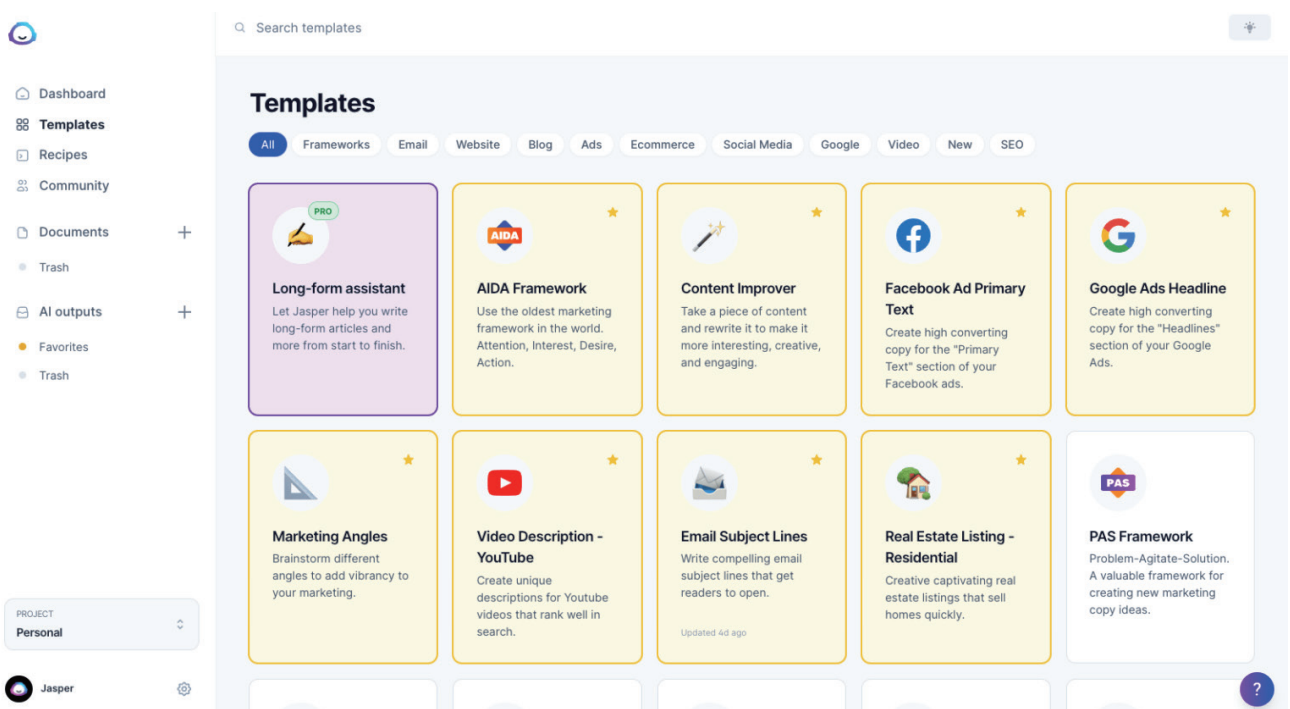 Search templates
Dashboard
Templates
Recipes
Community
Documents
Trash
AI outputs
Favorites
Trash
PROJECT
Personal
Jasper
Templates
All Frameworks Email Website Blog Ads Ecommerce Social Media Google Video New SEO
PRO
Long-form assistant
Let Jasper help you write
long-form articles and
more from start to finish.
AIDA
AIDA Framework
Use the oldest marketing
framework in the world.
Attention, Interest, Desire,
Action.
Content Improver
Take a piece of content
and rewrite it to make it
more interesting, creative,
and engaging.
Facebook Ad Primary
Text
Create high converting
copy for the "Primary
Text" section of your
Facebook ads.
Google Ads Headline
Create high converting
copy for the "Headlines"
section of your Google
Ads.
Marketing Angles
Brainstorm different
angles to add vibrancy to
your marketing.
Video Description -
YouTube
Create unique
descriptions for Youtube
videos that rank well in
search.
Email Subject Lines
Write compelling email
subject lines that get
readers to open.
Updated 4d ago
Real Estate Listing -
Residential
Creative captivating real
estate listings that sell
homes quickly.
PAS
PAS Framework
Problem-Agitate-Solution.
A valuable framework for
creating new marketing
copy ideas.
?